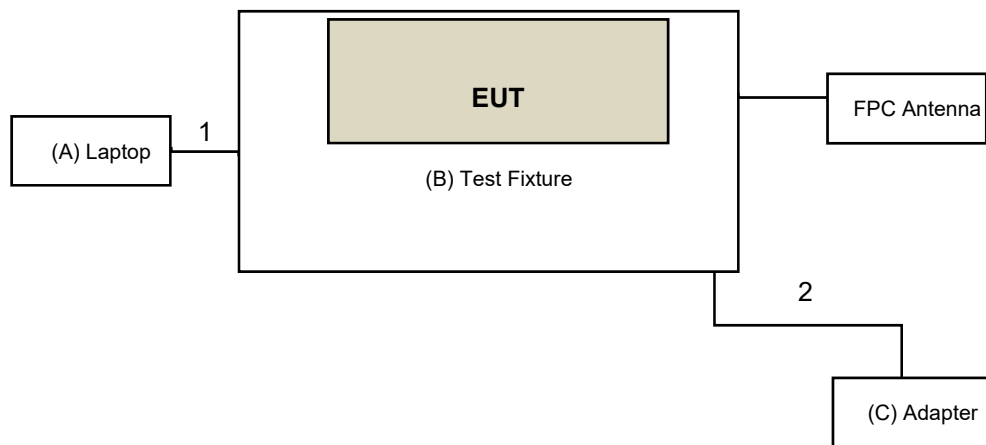 EUT
FPC Antenna
1
(A) Laptop
(B) Test Fixture
2
(C) Adapter